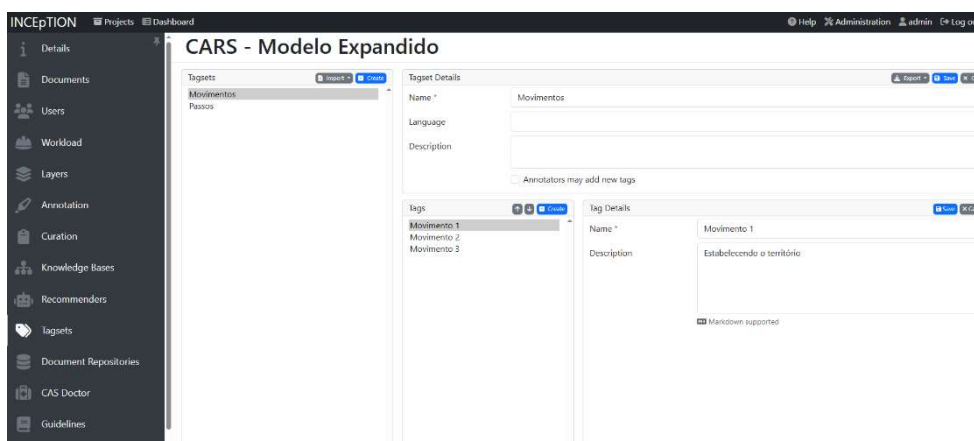 INCEpTION Projects Dashboard Help Administration admin Log
CARS - Modelo Expandido
Details
Documents
Users
Workload
Layers
Annotation
Curation
Knowledge Bases
Recommenders
Tagsets
Document Repositories
CAS Doctor
Guidelines
Tagsets Import Create
Movimentos
Passos
Tagset Details Export Save
Name * Movimentos
Language
Description
Annotators may add new tags
Tags Create
Movimento 1
Movimento 2
Movimento 3
Tag Details Save
Name * Movimento 1
Description Estabelecendo o território
Markdown supported